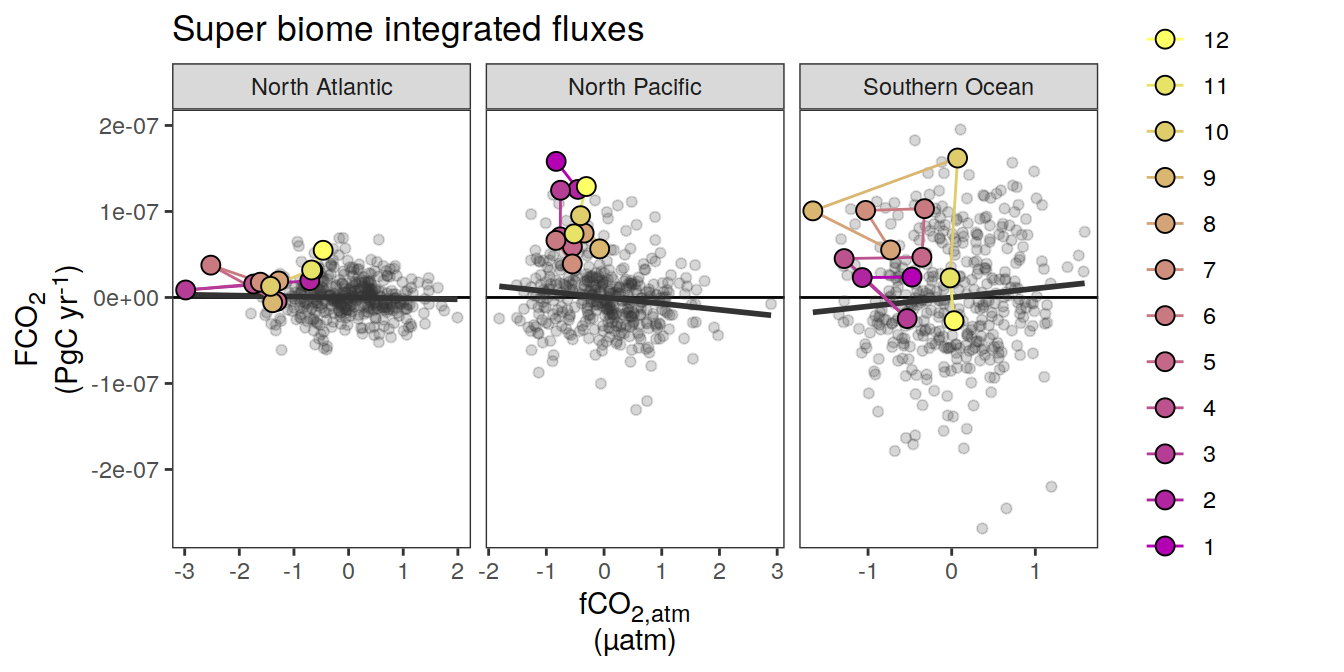 Super biome integrated fluxes
North Atlantic
North Pacific
Southern Ocean
FCO₂
(PgC yr⁻¹)
2e-07
1e-07
0e+00
-1e-07
-2e-07
-3 -2 -1 0 1 2
-2 -1 0 1 2 3
-1 0 1
fCO₂,atm
(µatm)
12
11
10
9
8
7
6
5
4
3
2
1